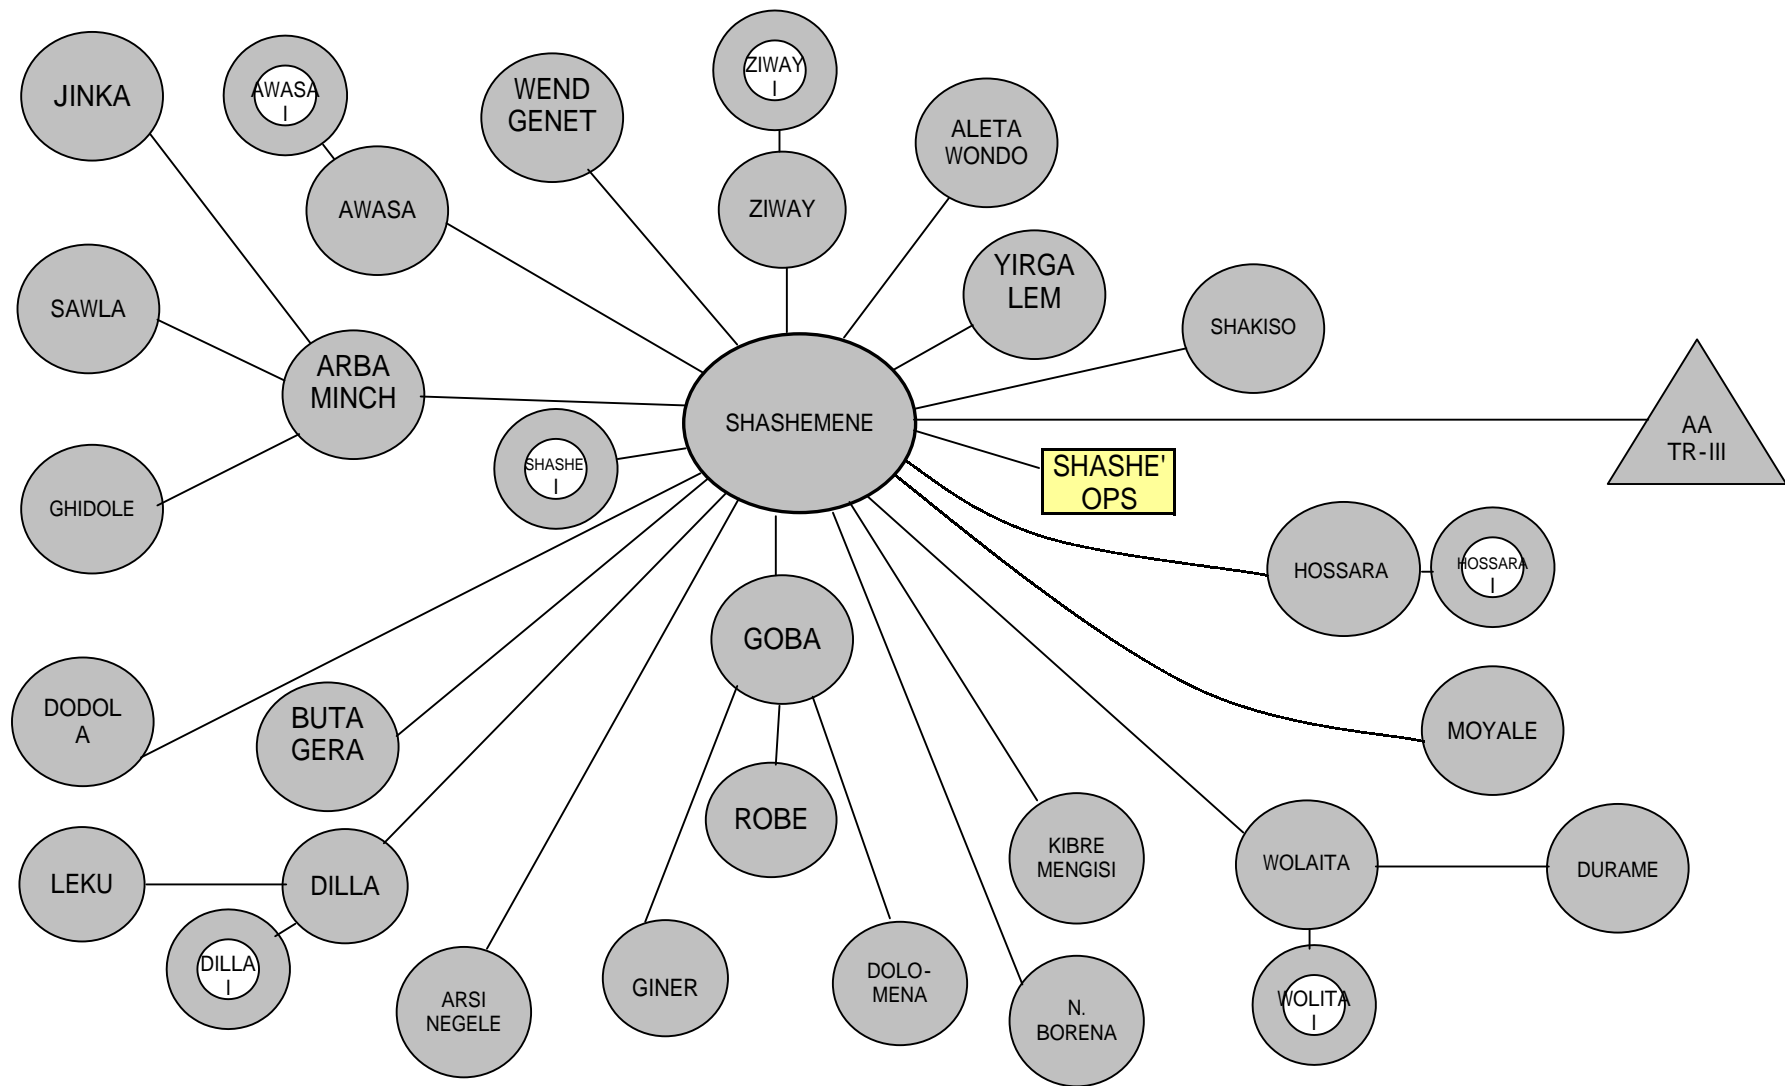 JINKA
AWASA
I
WEND
GENET
ZIWAY
I
ALETA
WONDO
AWASA
ZIWAY
YIRGA
LEM
SAWLA
SHAKISO
ARBA
MINCH
SHASHEMENE
AA
TR-III
SHASHE
I
SHASHE'
OPS
GHIDOLE
HOSSARA
HOSSARA
I
GOBA
DODOL
A
BUTA
GERA
MOYALE
ROBE
KIBRE
MENGISI
WOLAITA
DURAME
LEKU
DILLA
DILLA
I
ARSI
NEGELE
GINER
DOLO-
MENA
N.
BORENA
WOLITA
I